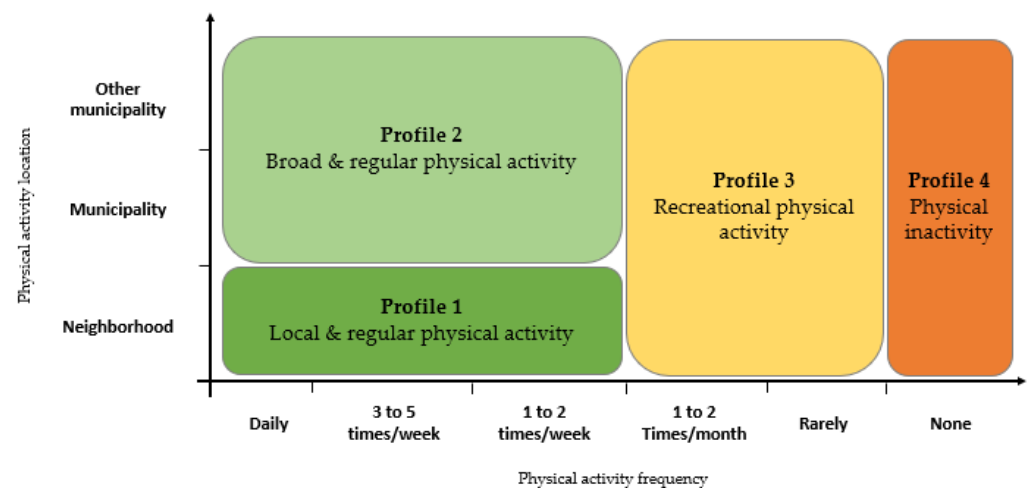 Physical activity location
Other
municipality
Municipality
Neighborhood
Profile 2
Broad & regular physical activity
Profile 1
Local & regular physical activity
Profile 3
Recreational physical
activity
Profile 4
Physical
inactivity
Daily
3 to 5
times/week
1 to 2
times/week
1 to 2
Times/month
Rarely
None
Physical activity frequency